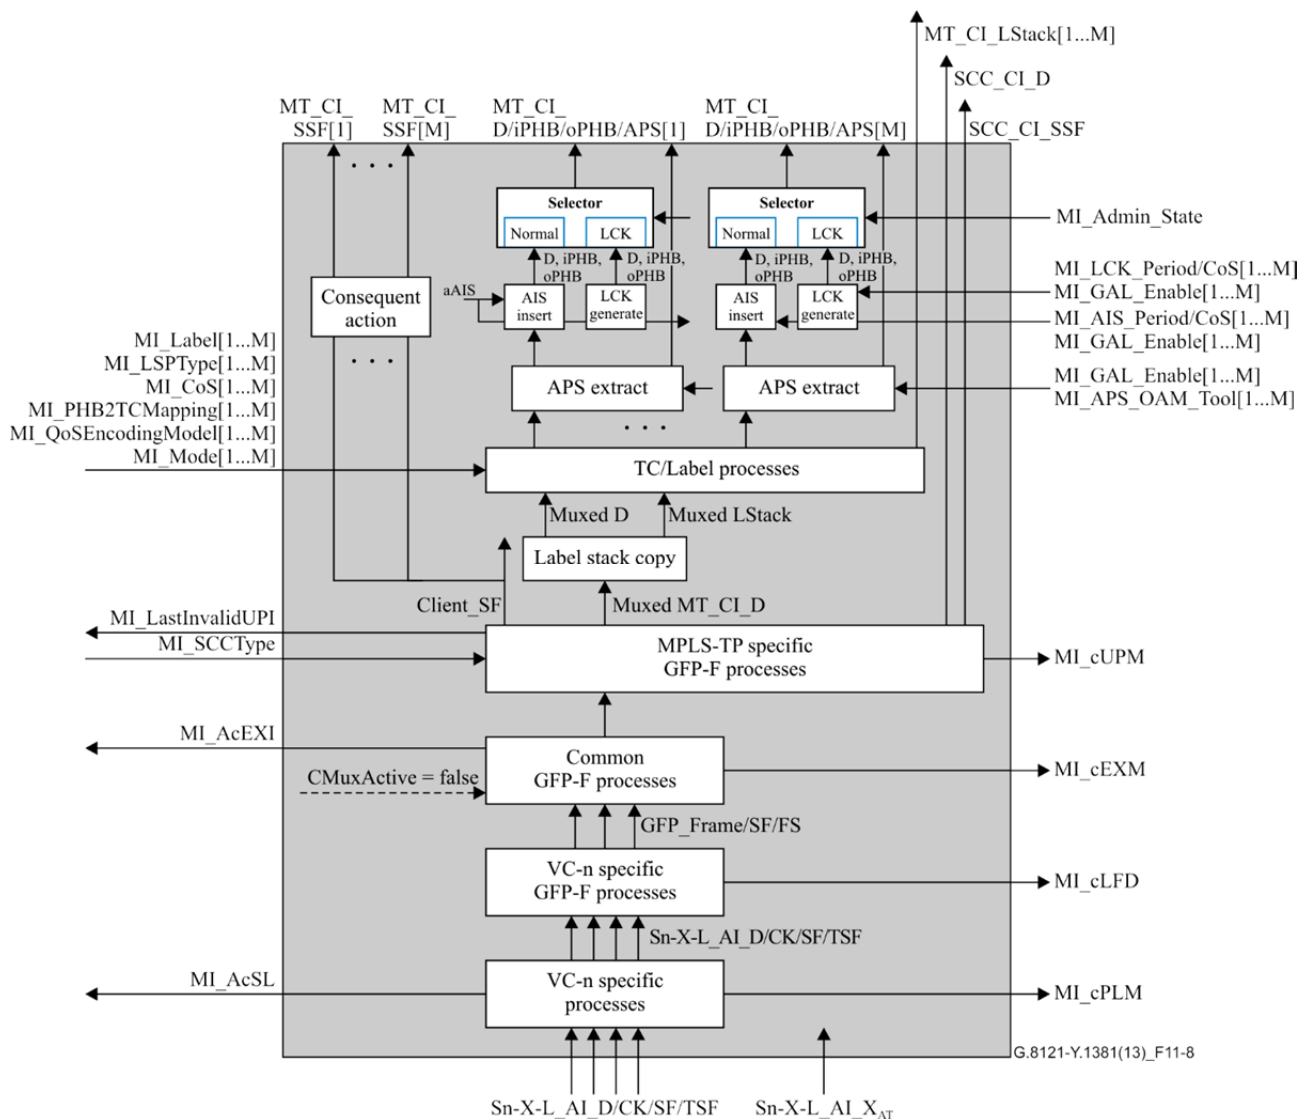 MT_CI_LStack[1...M]
SCC_CI_D
SCC_CI_SSF
MT_CI_
SSF[1]
MT_CI_
SSF[M]
MT_CI_
D/iPHB/oPHB/APS[1]
MT_CI_
D/iPHB/oPHB/APS[M]
. . .
Selector
Normal
LCK
Selector
Normal
LCK
MI_Admin_State
D, iPHB,
oPHB
D, iPHB,
oPHB
D, iPHB,
oPHB
D, iPHB,
oPHB
Consequent
action
aAIS
AIS
insert
LCK
generate
AIS
insert
LCK
generate
MI_LCK_Period/CoS[1...M]
MI_GAL_Enable[1...M]
MI_AIS_Period/CoS[1...M]
MI_GAL_Enable[1...M]
MI_Label[1...M]
MI_LSPType[1...M]
MI_CoS[1...M]
MI_PHB2TCMapping[1...M]
MI_QoSEncodingModel[1...M]
MI_Mode[1...M]
. . .
APS extract
APS extract
MI_GAL_Enable[1...M]
MI_APS_OAM_Tool[1...M]
. . .
TC/Label processes
Muxed D
Muxed LStack
Label stack copy
Client_SF
Muxed MT_CI_D
MI_LastInvalidUPI
MI_SCCType
MPLS-TP specific
GFP-F processes
MI_cUPM
MI_AcEXI
CMuxActive = false
Common
GFP-F processes
MI_cEXM
GFP_Frame/SF/FS
VC-n specific
GFP-F processes
MI_cLFD
Sn-X-L_AI_D/CK/SF/TSF
MI_AcSL
VC-n specific
processes
MI_cPLM
G.8121-Y.1381(13)_F11-8
Sn-X-L_AI_D/CK/SF/TSF
Sn-X-L_AI_X_AT